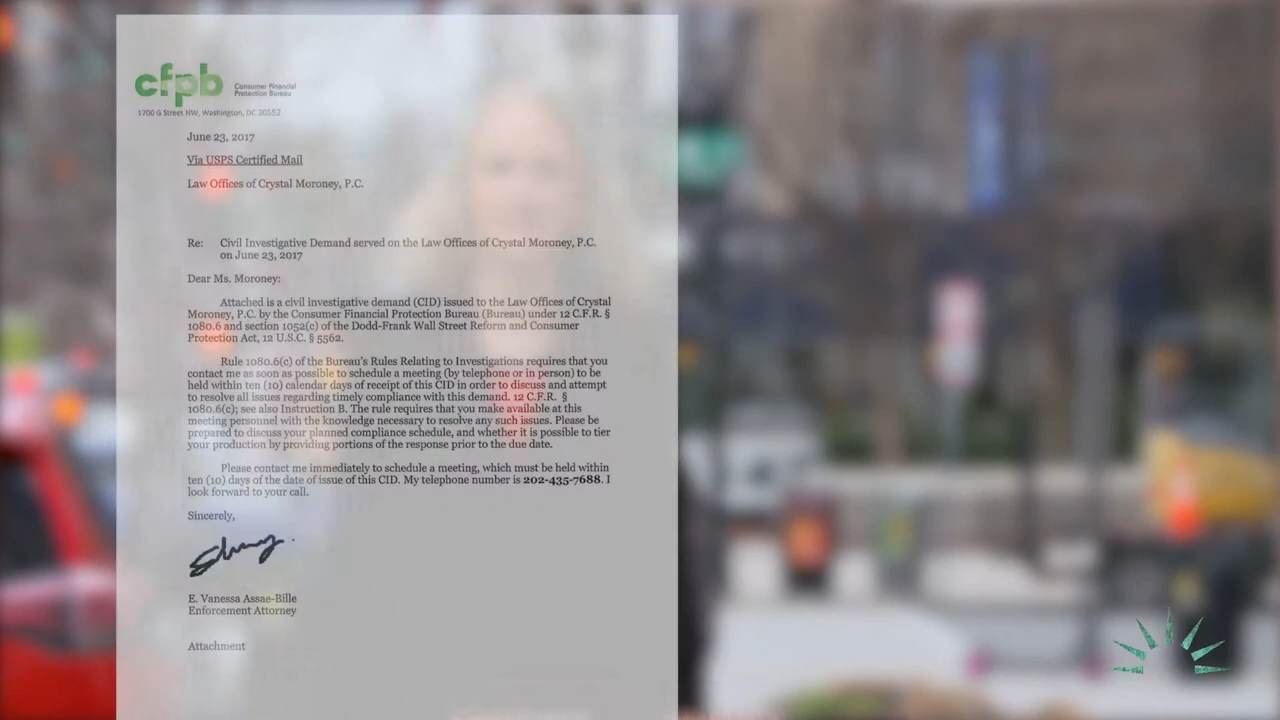 cfpb
Consumer Financial
Protection Bureau
1700 G Street NW, Washington, DC 20552
June 23, 2017
Via USPS Certified Mail
Law Offices of Crystal Moroney, P.C.
Re: Civil Investigative Demand served on the Law Offices of Crystal Moroney, P.C.
on June 23, 2017
Dear Ms. Moroney:
Attached is a civil investigative demand (CID) issued to the Law Offices of Crystal
Moroney, P.C. by the Consumer Financial Protection Bureau (Bureau) under 12 C.F.R. §
1080.6 and section 1052(c) of the Dodd-Frank Wall Street Reform and Consumer
Protection Act, 12 U.S.C. § 5562.
Rule 1080.6(c) of the Bureau's Rules Relating to Investigations requires that you
contact me as soon as possible to schedule a meeting (by telephone or in person) to be
held within ten (10) calendar days of receipt of this CID in order to discuss and attempt
to resolve all issues regarding timely compliance with this demand. 12 C.F.R. §
1080.6(c); see also Instruction B. The rule requires that you make available at this
meeting personnel with the knowledge necessary to resolve any such issues. Please be
prepared to discuss your planned compliance schedule, and whether it is possible to tier
your production by providing portions of the response prior to the due date.
Please contact me immediately to schedule a meeting, which must be held within
ten (10) days of the date of issue of this CID. My telephone number is 202-435-7688. I
look forward to your call.
Sincerely,
E. Vanessa Assae-Bille
Enforcement Attorney
Attachment